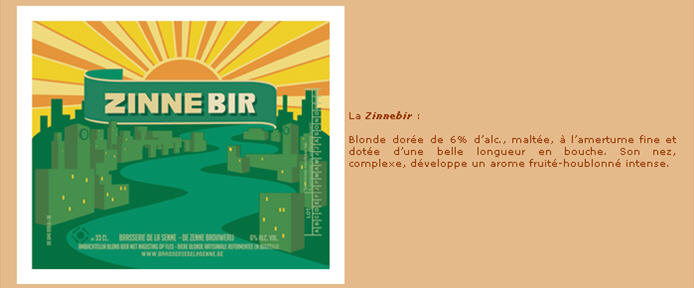 ZINNEBIR
LOT
33 CL. BRASSERIE DE LA SENNE - DE ZENNE BROUWERIJ 6% ALC. VOL.
AMBACHTELIJK BLOND BIER MET NAGISTING OP FLES - BIERE BLONDE ARTISANALE REFERMENTEE EN BOUTEILLE
WWW.BRASSERIEDELASENNE.BE
La Zinnebir :
Blonde dorée de 6% d’alc., maltée, à l’amertume fine et
dotée d’une belle longueur en bouche. Son nez,
complexe, développe un arome fruité-houblonné intense.